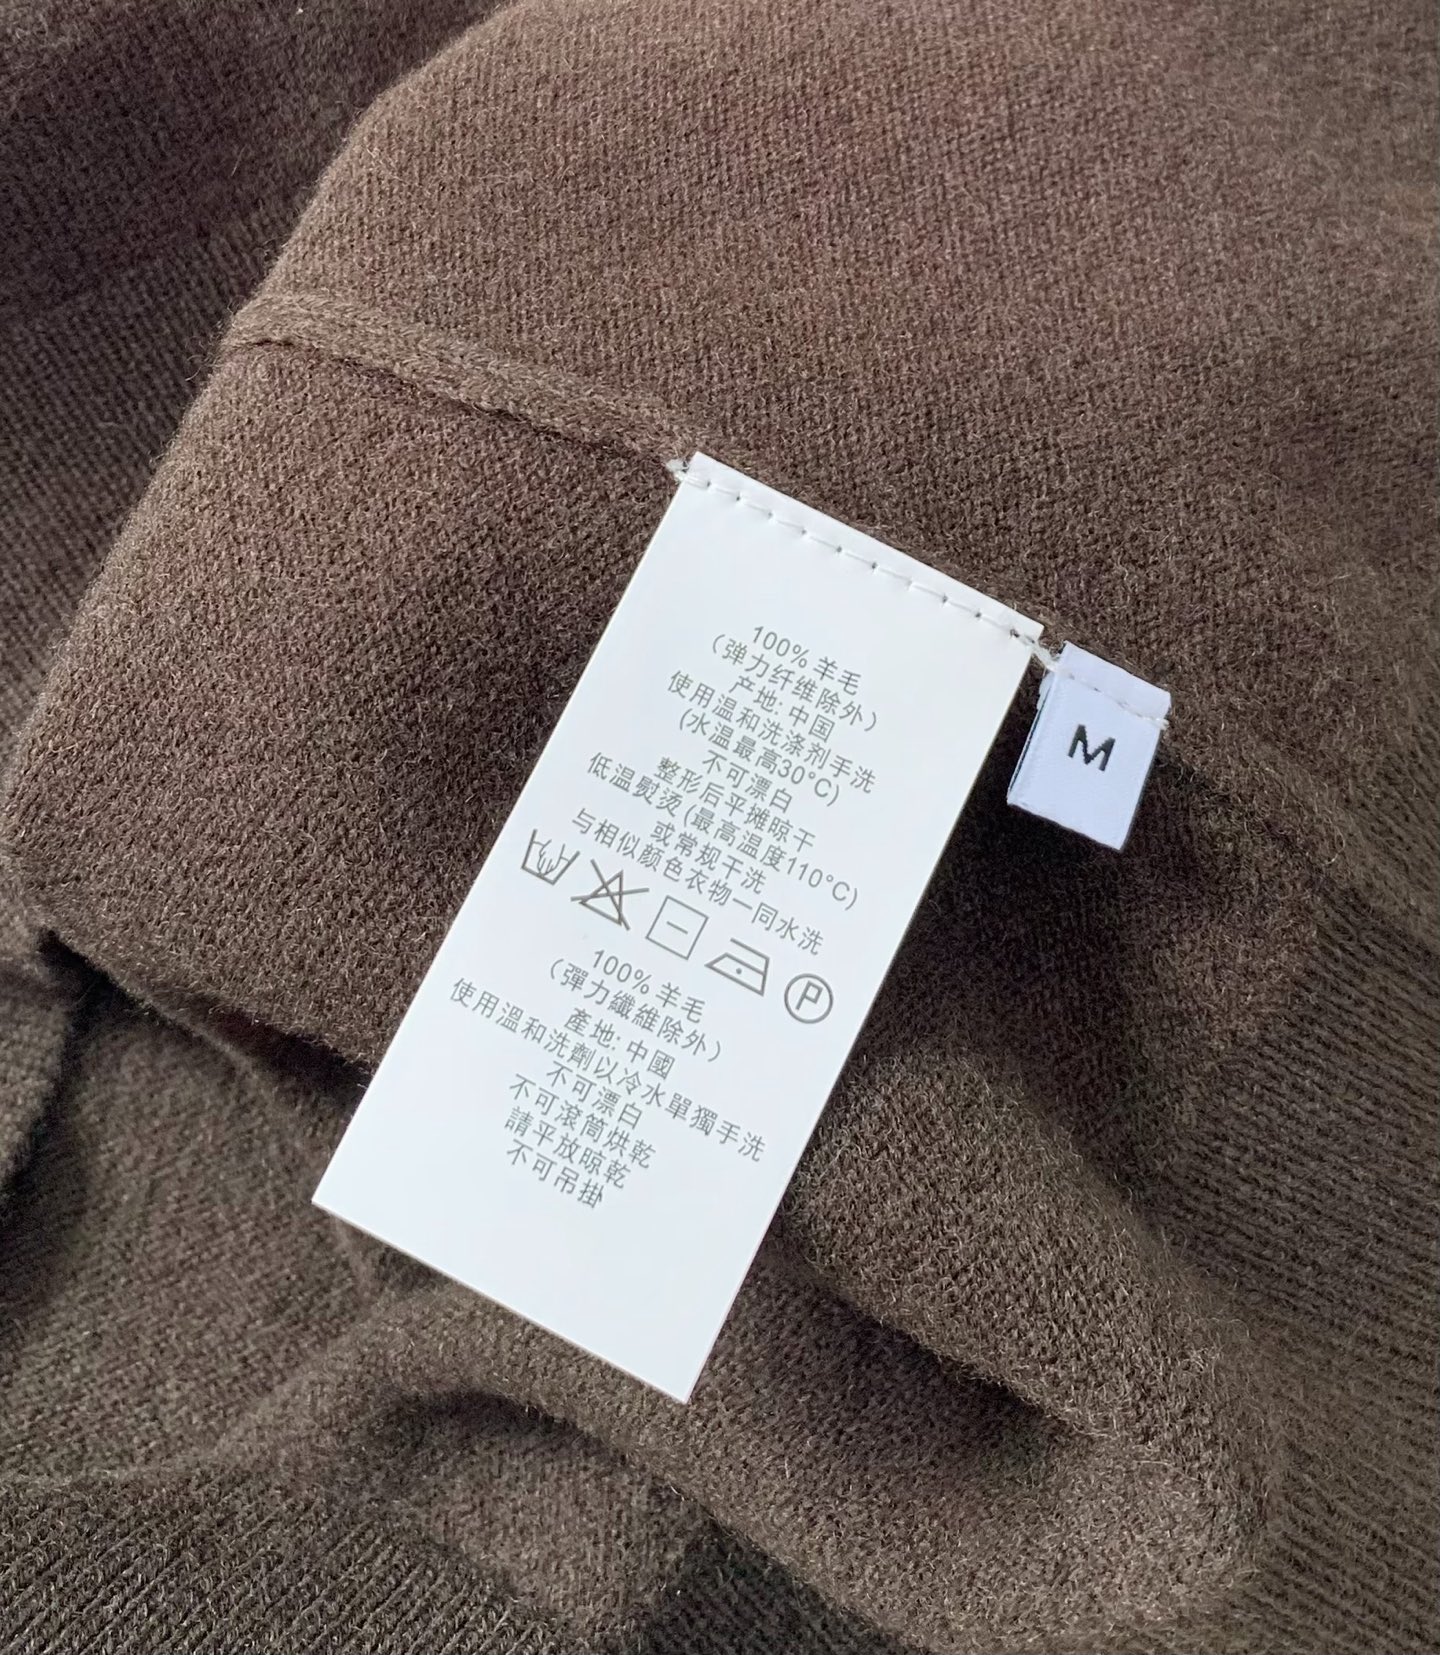 100% 羊毛
（弹力纤维除外）
产地: 中国
使用温和洗涤剂手洗
(水温最高30°C)
不可漂白
整形后平摊晾干
低温熨烫(最高温度110°C)
或常规干洗
与相似颜色衣物一同水洗
P
100% 羊毛
（彈力纖維除外）
產地: 中國
使用溫和洗劑以冷水單獨手洗
不可漂白
不可滾筒烘乾
請平放晾乾
不可吊掛
M